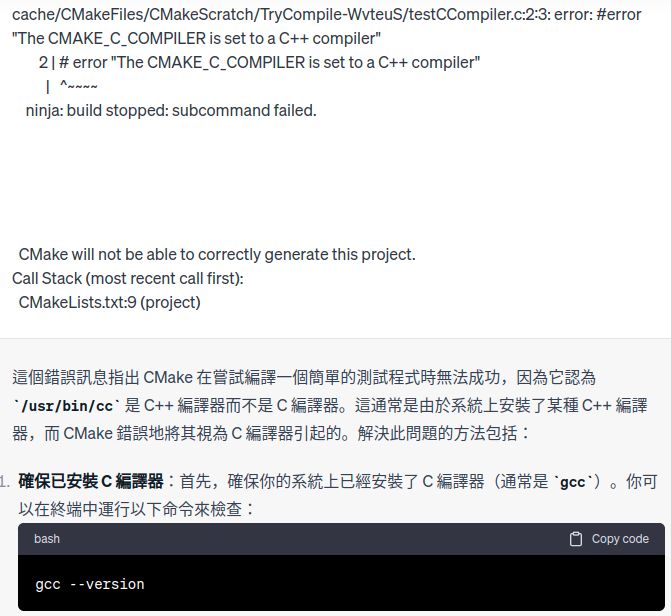 cache/CMakeFiles/CMakeScratch/TryCompile-WvteuS/testCCompiler.c:2:3: error: #error
"The CMAKE_C_COMPILER is set to a C++ compiler"
2 | # error "The CMAKE_C_COMPILER is set to a C++ compiler"
| ^~~~~
ninja: build stopped: subcommand failed.
CMake will not be able to correctly generate this project.
Call Stack (most recent call first):
CMakeLists.txt:9 (project)
這個錯誤訊息指出 CMake 在嘗試編譯一個簡單的測試程式時無法成功，因為它認為
`/usr/bin/cc` 是 C++ 編譯器而不是 C 編譯器。這通常是由於系統上安裝了某種 C++ 編譯
器，而 CMake 錯誤地將其視為 C 編譯器引起的。解決此問題的方法包括：
1. 確保已安裝 C 編譯器：首先，確保你的系統上已經安裝了 C 編譯器（通常是 `gcc`）。你可
以在終端中運行以下命令來檢查：
bash Copy code
gcc --version